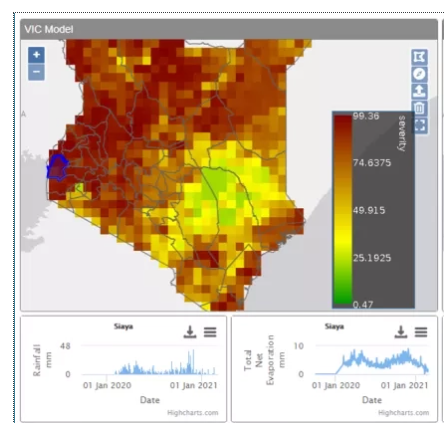 VIC Model
+
−
A
99.36
severity
74.6375
49.915
25.1925
0.47
Siaya
48
Rainfall
mm
0
01 Jan 2020
01 Jan 2021
Date
Highcharts.com
Siaya
10
Total
Net
Evaporation
mm
0
01 Jan 2020
01 Jan 2021
Date
Highcharts.com